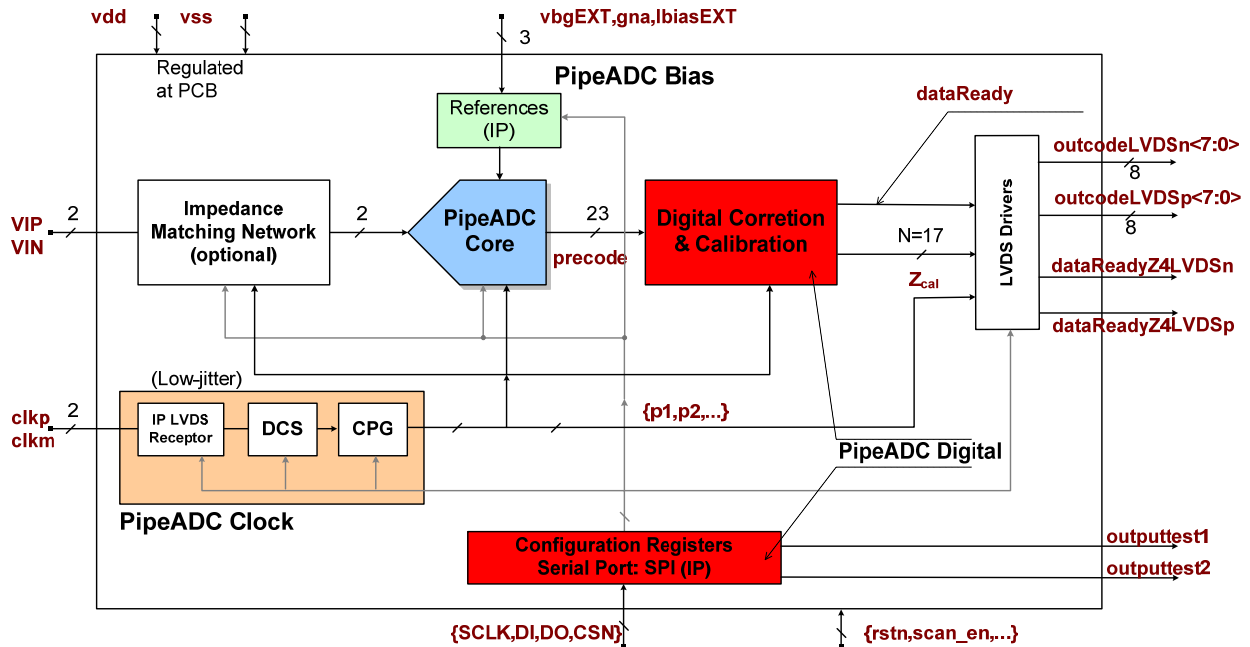 vdd
vss
vbgEXT,gna,IbiasEXT
3
Regulated
at PCB
PipeADC Bias
References
(IP)
dataReady
outcodeLVDSn<7:0>
8
outcodeLVDSp<7:0>
8
VIP
VIN
2
Impedance
Matching Network
(optional)
2
PipeADC
Core
23
precode
Digital Corretion
& Calibration
N=17
Zcal
LVDS Drivers
dataReadyZ4LVDSn
dataReadyZ4LVDSp
(Low-jitter)
clkp
clkm
2
IP LVDS
Receptor
DCS
CPG
{p1,p2,...}
PipeADC Digital
PipeADC Clock
Configuration Registers
Serial Port: SPI (IP)
outputtest1
outputtest2
{SCLK,DI,DO,CSN}
{rstn,scan_en,...}